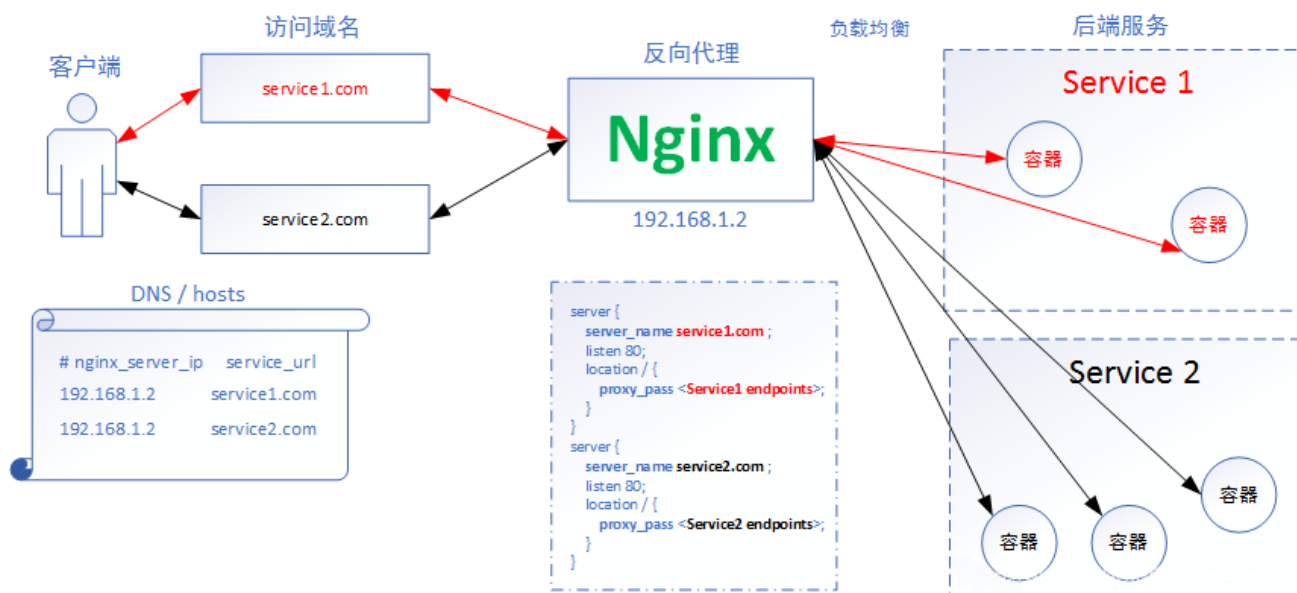 访问域名
负载均衡
后端服务
客户端
反向代理
service1.com
Nginx
service2.com
192.168.1.2
Service 1
容器
容器
DNS / hosts
# nginx_server_ip service_url
192.168.1.2 service1.com
192.168.1.2 service2.com
server {
server_name service1.com ;
listen 80;
location / {
proxy_pass <Service1 endpoints>;
}
}
server {
server_name service2.com ;
listen 80;
location / {
proxy_pass <Service2 endpoints>;
}
}
Service 2
容器
容器
容器